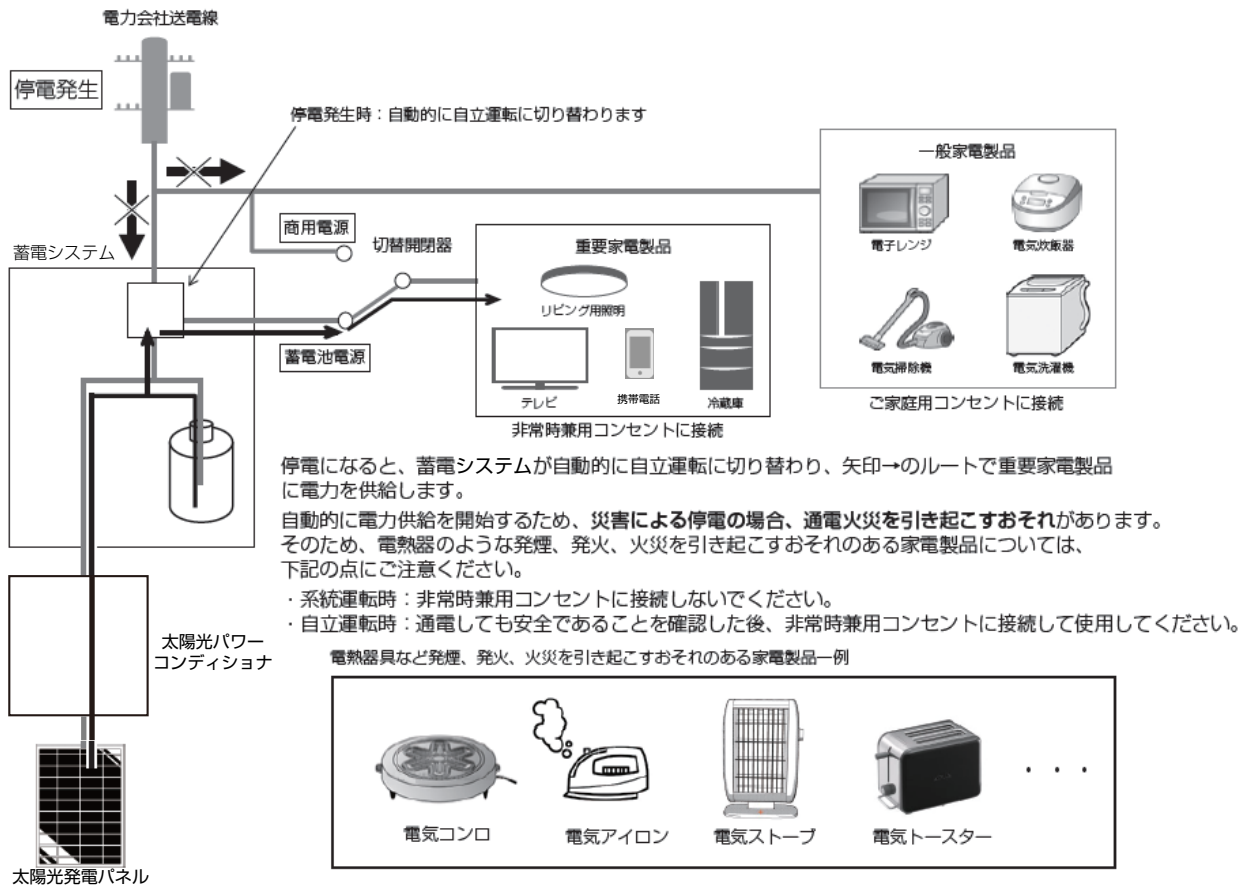 電力会社送電線
停電発生
停電発生時：自動的に自立運転に切り替わります
一般家電製品
電子レンジ
電気炊飯器
電気掃除機
電気洗濯機
ご家庭用コンセントに接続
商用電源
切替開閉器
蓄電池電源
重要家電製品
リビング用照明
テレビ
携帯電話
冷蔵庫
非常時兼用コンセントに接続
蓄電システム
停電になると、蓄電システムが自動的に自立運転に切り替わり、矢印→のルートで重要家電製品
に電力を供給します。
自動的に電力供給を開始するため、災害による停電の場合、通電火災を引き起こすおそれがあります。
そのため、電熱器のような発煙、発火、火災を引き起こすおそれのある家電製品については、
下記の点にご注意ください。
・系統運転時：非常時兼用コンセントに接続しないでください。
・自立運転時：通電しても安全であることを確認した後、非常時兼用コンセントに接続して使用してください。
太陽光パワー
コンディショナ
太陽光発電パネル
電熱器具など発煙、発火、火災を引き起こすおそれのある家電製品一例
電気コンロ
電気アイロン
電気ストーブ
電気トースター
・・・